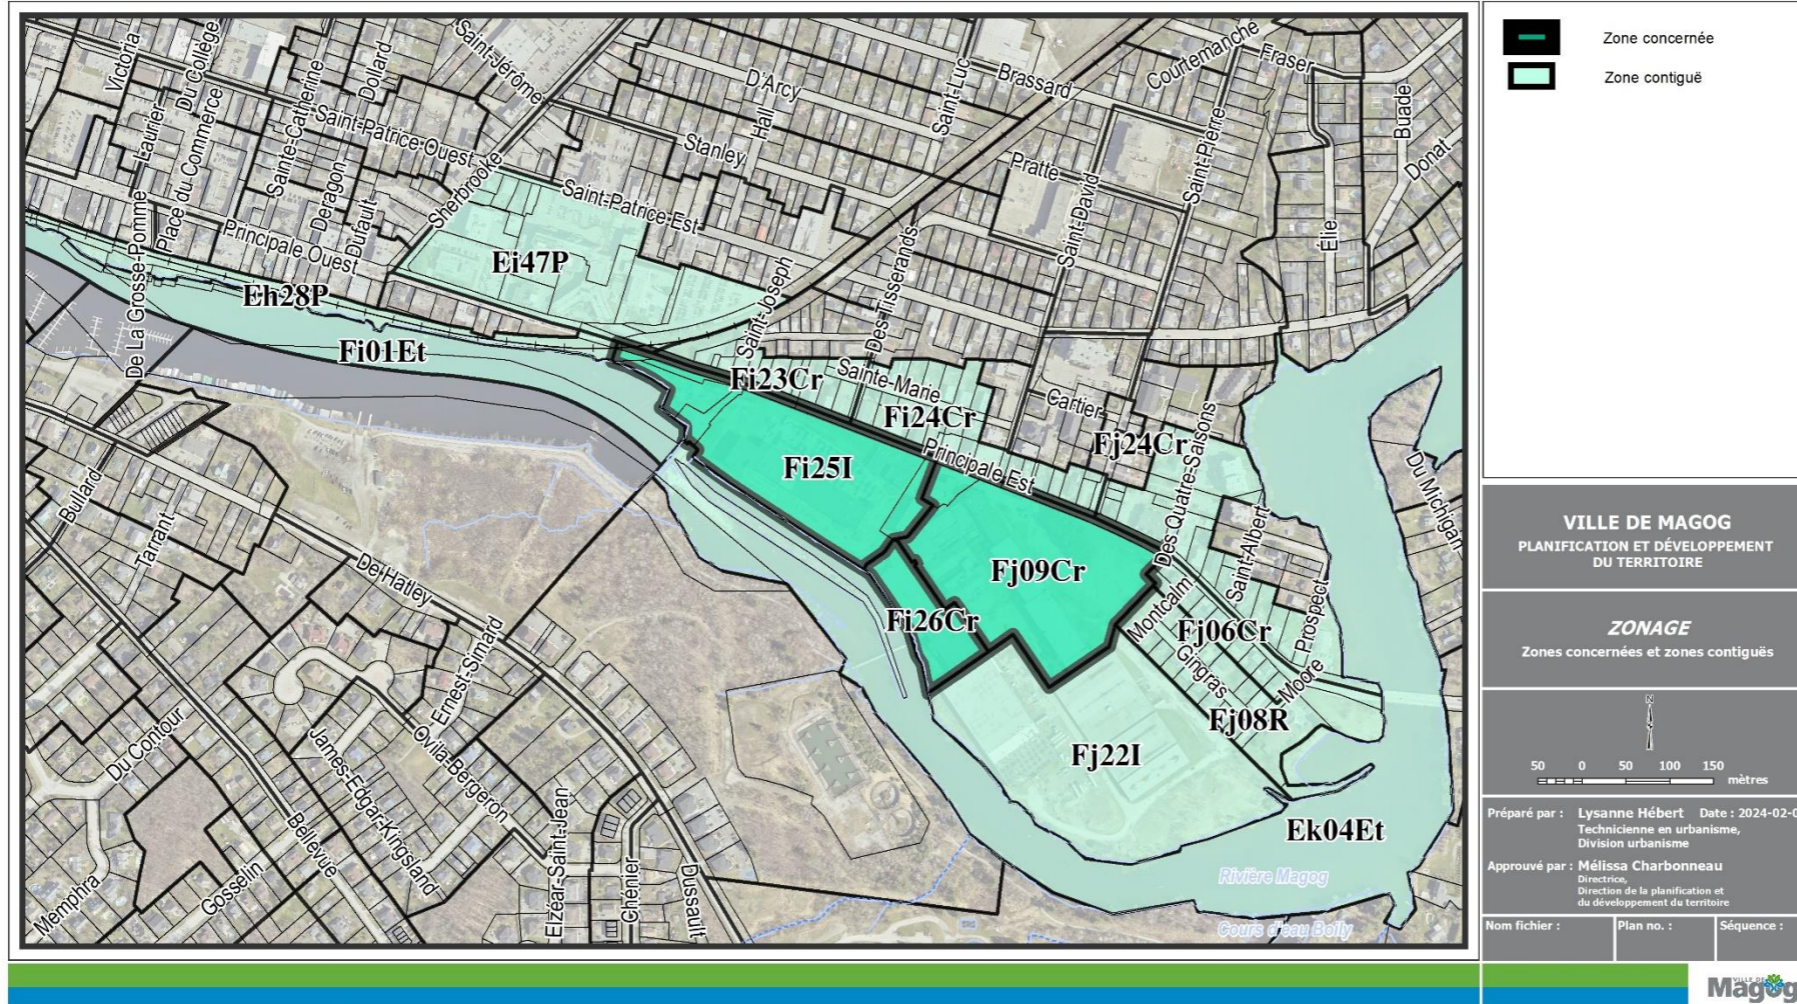 Victoria
Du Collège
Laurier
Place du Commerce
De La Grosse-Pomme
Sainte-Catherine
Dollard
Deragon
Dufault
Saint-Jérôme
Saint-Patrice-Ouest
Sherbrooke
Principale Ouest
Saint-Patrice-Est
D'Arcy
Hall
Stanley
Saint-Luc
Brassard
Courtemanche
Fraser
Pratte
Saint-David
Saint-Pierre
Élie
Buade
Donat
Ei47P
Eh28P
Fi01Et
Saint-Joseph
Des-Tisserands
Fi23Cr
Sainte-Marie
Fi24Cr
Cartier
Fj24Cr
Principale Est
Des-Quatre-Saisons
Saint-Albert
Du Michigan
Fi25I
Fj09Cr
Fi26Cr
Montcalm
Fj06Cr
Prospect
Gingras
Moore
Fj08R
Fj22I
Ek04Et
Rivière Magog
Cours d'eau Boily
Bullard
Tarrant
De Hatley
Ernest-Simard
Ovila-Bergeron
James-Edgar-Kingsland
Du Contour
Bellevue
Gosselin
Memphra
Elzéar-Saint-Jean
Chénier
Dussault
Zone concernée
Zone contiguë
VILLE DE MAGOG
PLANIFICATION ET DÉVELOPPEMENT
DU TERRITOIRE
ZONAGE
Zones concernées et zones contiguës
N
50 0 50 100 150
mètres
Préparé par : Lysanne Hébert Date : 2024-02-0
Technicienne en urbanisme,
Division urbanisme
Approuvé par : Mélissa Charbonneau
Directrice,
Direction de la planification et
du développement du territoire
Nom fichier : Plan no. : Séquence :
VILLE DE
Magog